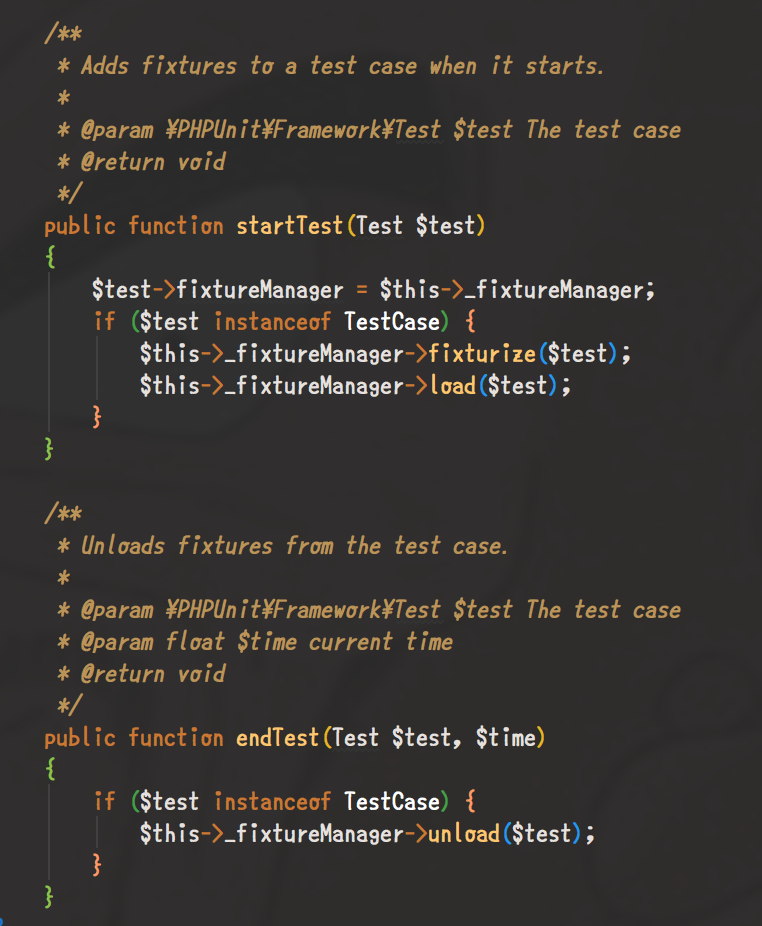 /**
 * Adds fixtures to a test case when it starts.
 *
 * @param ¥PHPUnit¥Framework¥Test $test The test case
 * @return void
 */
public function startTest(Test $test)
{
    $test->fixtureManager = $this->_fixtureManager;
    if ($test instanceof TestCase) {
        $this->_fixtureManager->fixturize($test);
        $this->_fixtureManager->load($test);
    }
}

/**
 * Unloads fixtures from the test case.
 *
 * @param ¥PHPUnit¥Framework¥Test $test The test case
 * @param float $time current time
 * @return void
 */
public function endTest(Test $test, $time)
{
    if ($test instanceof TestCase) {
        $this->_fixtureManager->unload($test);
    }
}